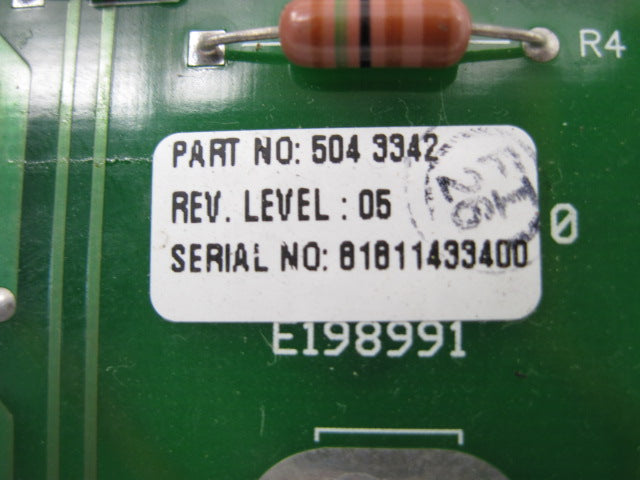 R4
PART NO: 504 3342
REV. LEVEL : 05
SERIAL NO: 81811433400
0
E198991